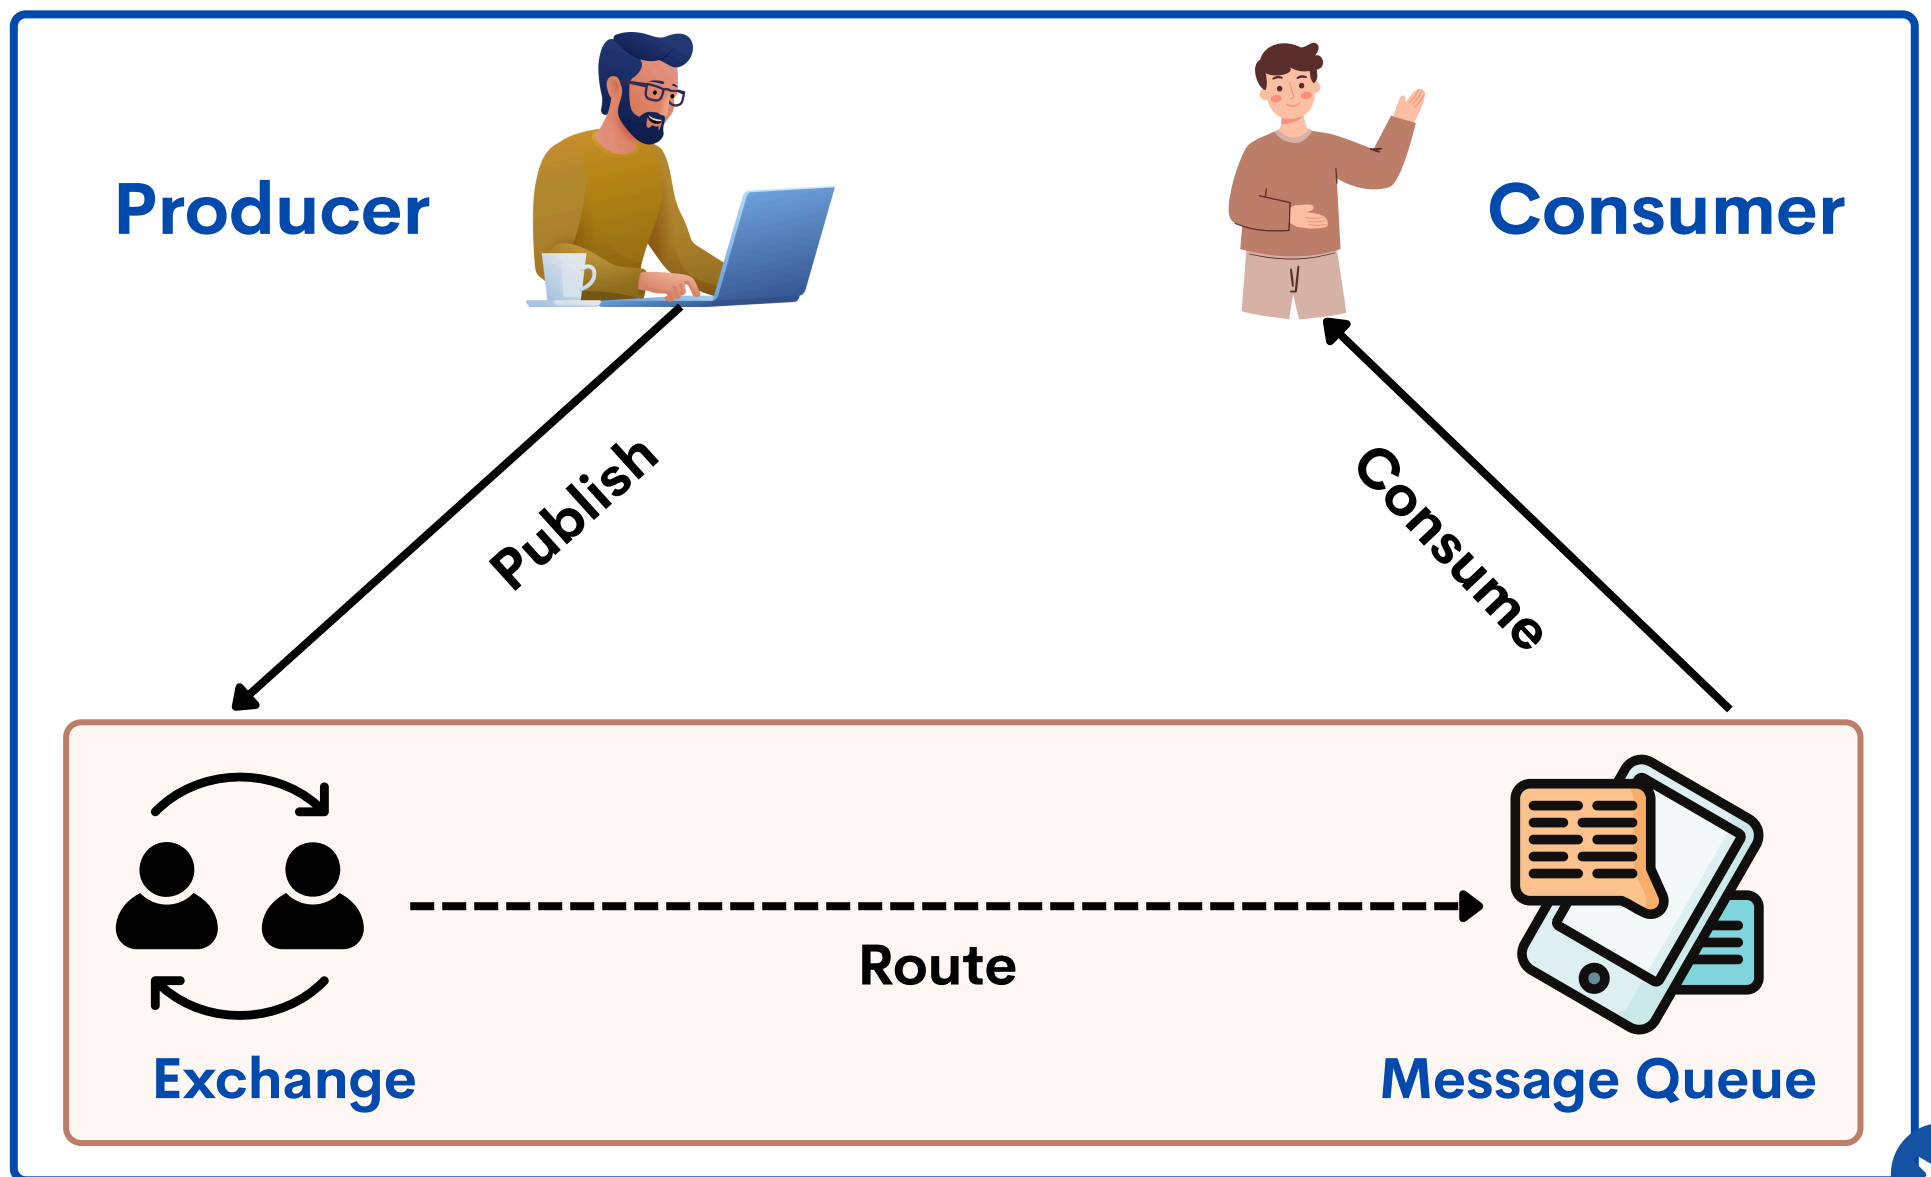 Producer
Consumer
Publish
Consume
Route
Exchange
Message Queue